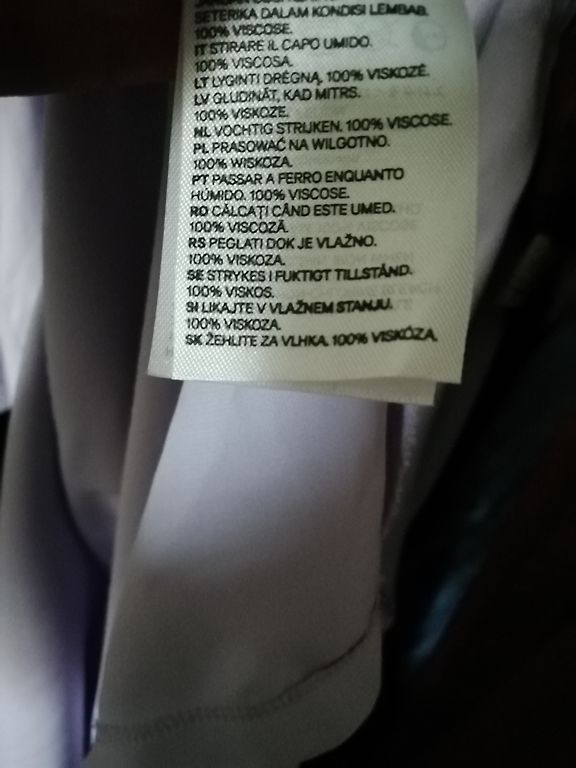 SETERIKA DALAM KONDISI LEMBAB.
100% VISCOSE.
IT STIRARE IL CAPO UMIDO.
100% VISCOSA.
LT LYGINTI DRĖGNĄ, 100% VISKOZĖ.
LV GLUDINĀT, KAD MITRS.
100% VISKOZE.
NL VOCHTIG STRIJKEN. 100% VISCOSE.
PL PRASOWAĆ NA WILGOTNO.
100% WISKOZA.
PT PASSAR A FERRO ENQUANTO
HÚMIDO. 100% VISCOSE.
RO CĂLCAȚI CÂND ESTE UMED.
100% VISCOZĂ.
RS PEGLATI DOK JE VLAŽNO.
100% VISKOZA.
SE STRYKES I FUKTIGT TILLSTÅND.
100% VISKOS.
SI LIKAJTE V VLAŽNEM STANJU.
100% VISKOZA.
SK ŽEHLITE ZA VLHKA. 100% VISKÓZA.